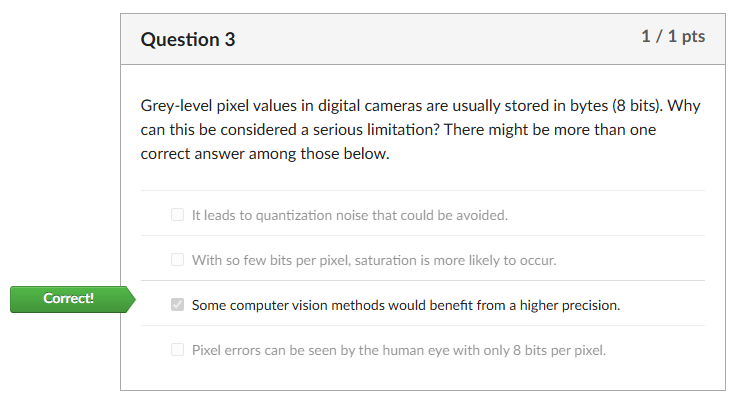 Question 3
1 / 1 pts
Grey-level pixel values in digital cameras are usually stored in bytes (8 bits). Why
can this be considered a serious limitation? There might be more than one
correct answer among those below.
It leads to quantization noise that could be avoided.
With so few bits per pixel, saturation is more likely to occur.
Correct!
Some computer vision methods would benefit from a higher precision.
Pixel errors can be seen by the human eye with only 8 bits per pixel.